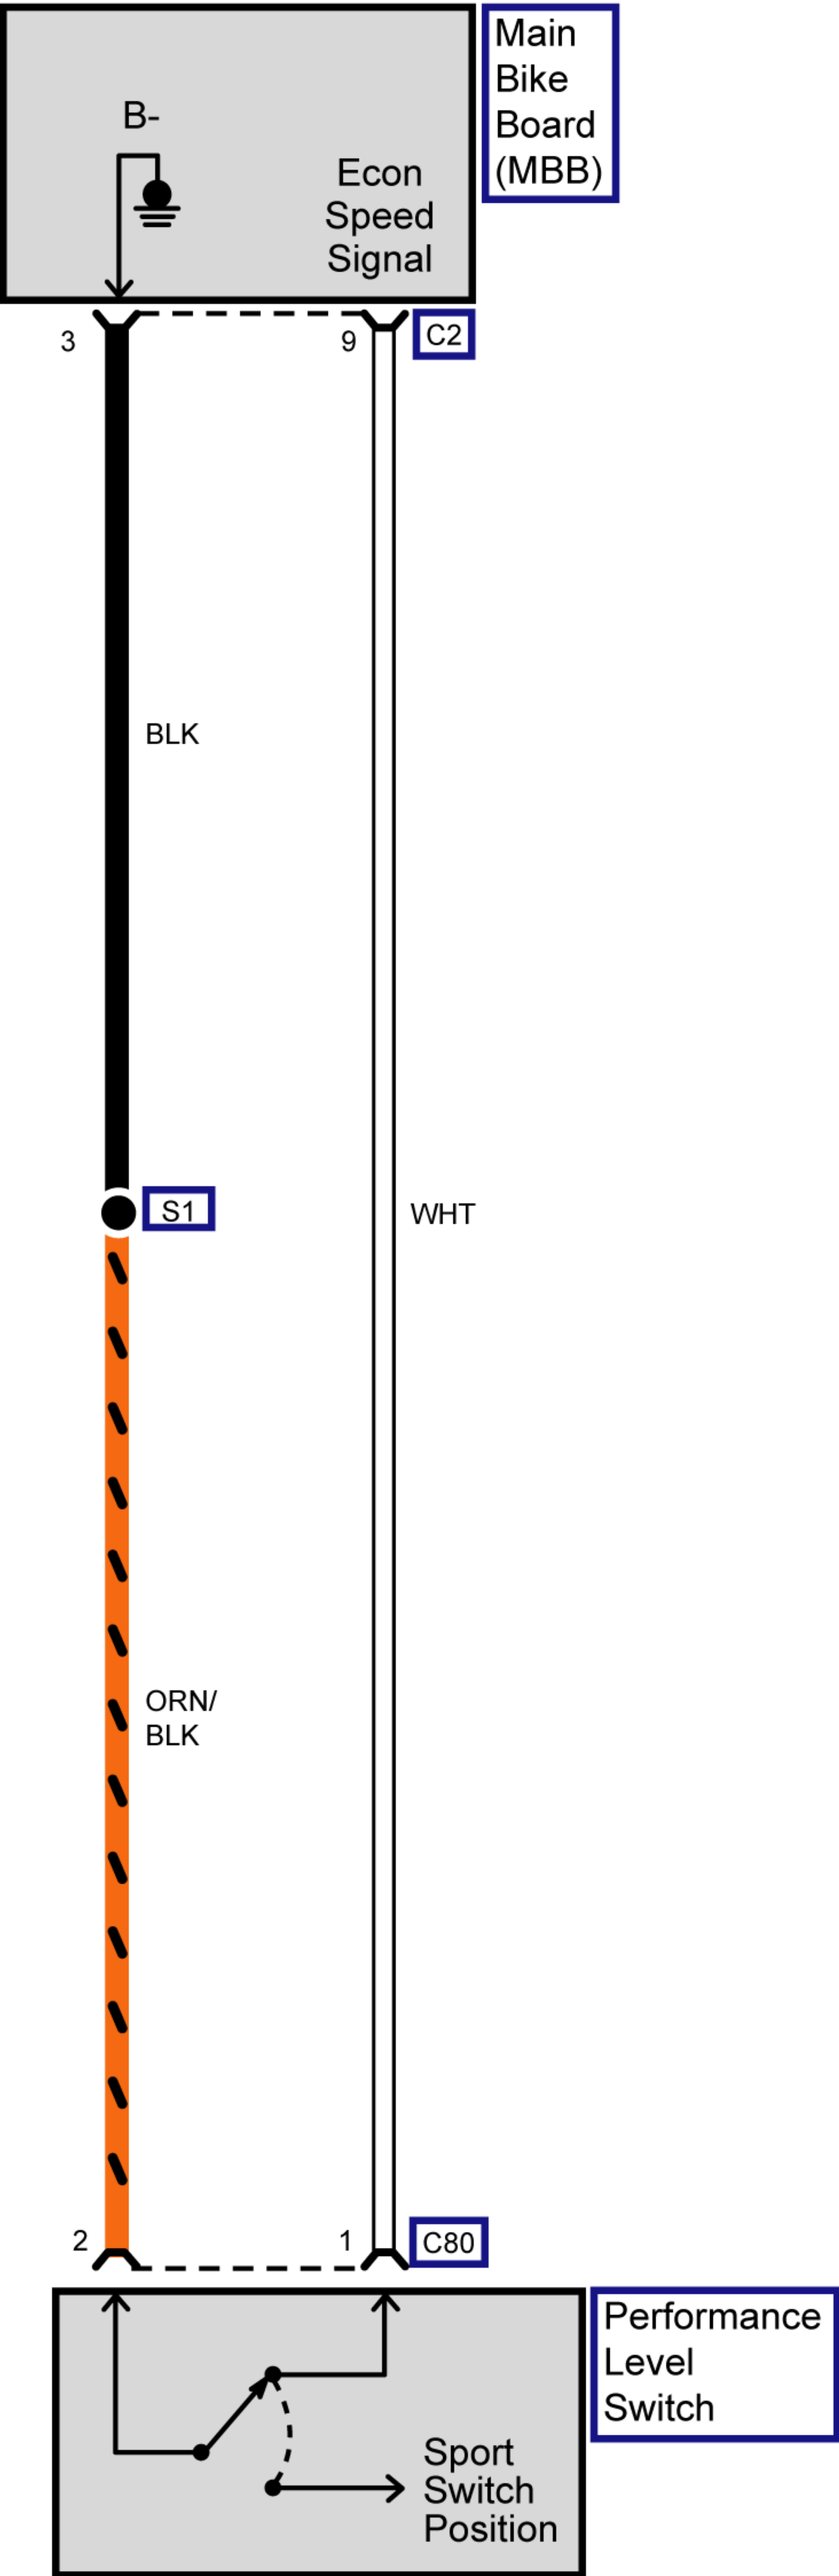 Main
Bike
Board
(MBB)
B-
Econ
Speed
Signal
3
9
C2
BLK
S1
WHT
ORN/
BLK
2
1
C80
Performance
Level
Switch
Sport
Switch
Position